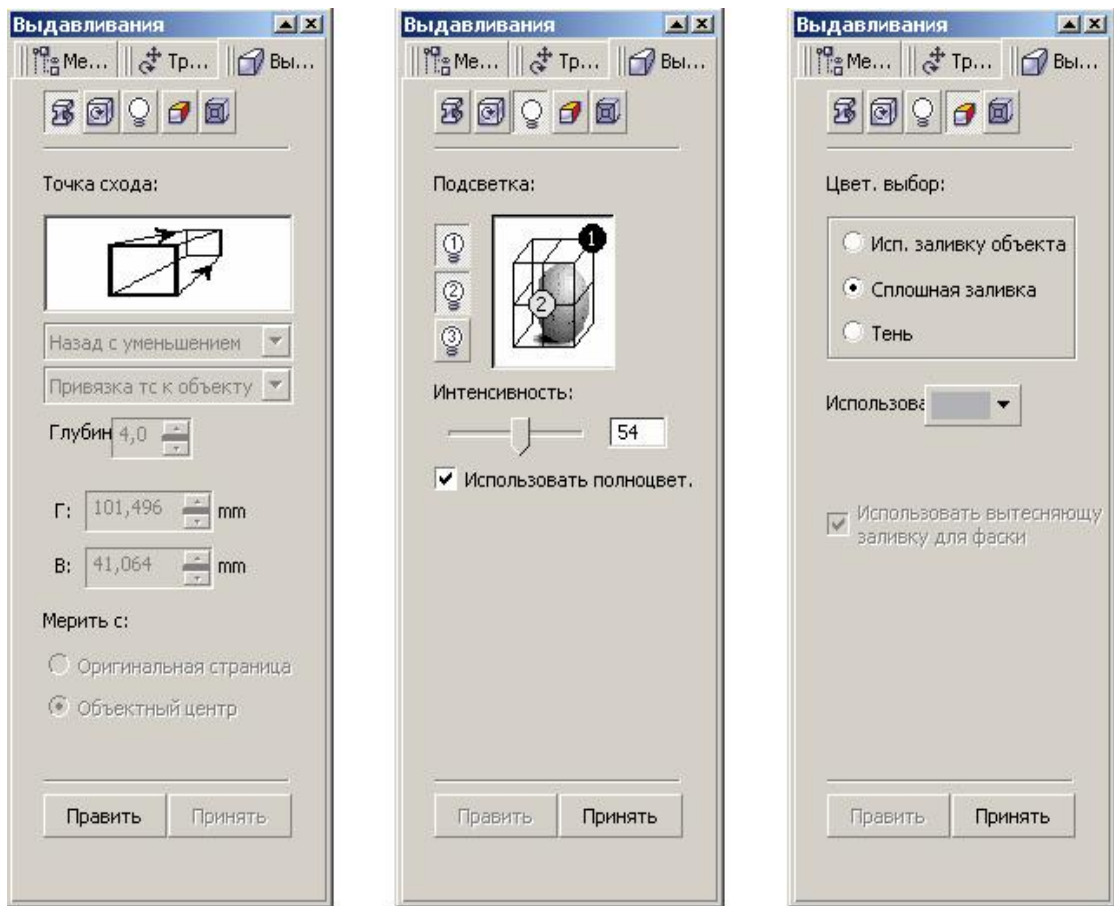 Выдавливания
Ме... Тр... Вы...
Точка схода:
Назад с уменьшением
Привязка тс к объекту
Глубин 4,0
Г: 101,496 mm
В: 41,064 mm
Мерить с:
Оригинальная страница
Объектный центр
Править Принять
Выдавливания
Ме... Тр... Вы...
Подсветка:
1
2
3
1
2
Интенсивность:
54
Использовать полноцвет.
Править Принять
Выдавливания
Ме... Тр... Вы...
Цвет. выбор:
Исп. заливку объекта
Сплошная заливка
Тень
Использова
Использовать вытесняющу
заливку для фаски
Править Принять